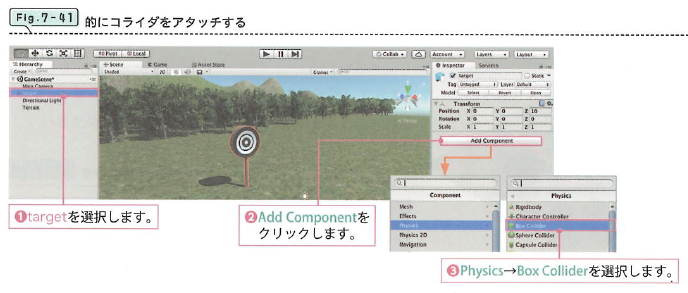 Fig.7-41 的にコライダをアタッチする
Pivot Local
Collab Account Layers Layout
Hierarchy
Create
GameScene*
Main Camera
Directional Light
Terrain
Scene Game Asset Store
Shaded 2D Gizmos
Inspector Services
target Static
Tag Untagged Layer Default
Model Select Revert Open
Transform
Position X 0 Y 0 Z 10
Rotation X 0 Y 0 Z 0
Scale X 1 Y 1 Z 1
Add Component
Component
Mesh
Effects
Physics
Physics 2D
Navigation
Physics
Rigidbody
Character Controller
Box Collider
Sphere Collider
Capsule Collider
❶targetを選択します。
❷Add Componentを
クリックします。
❸Physics→Box Colliderを選択します。